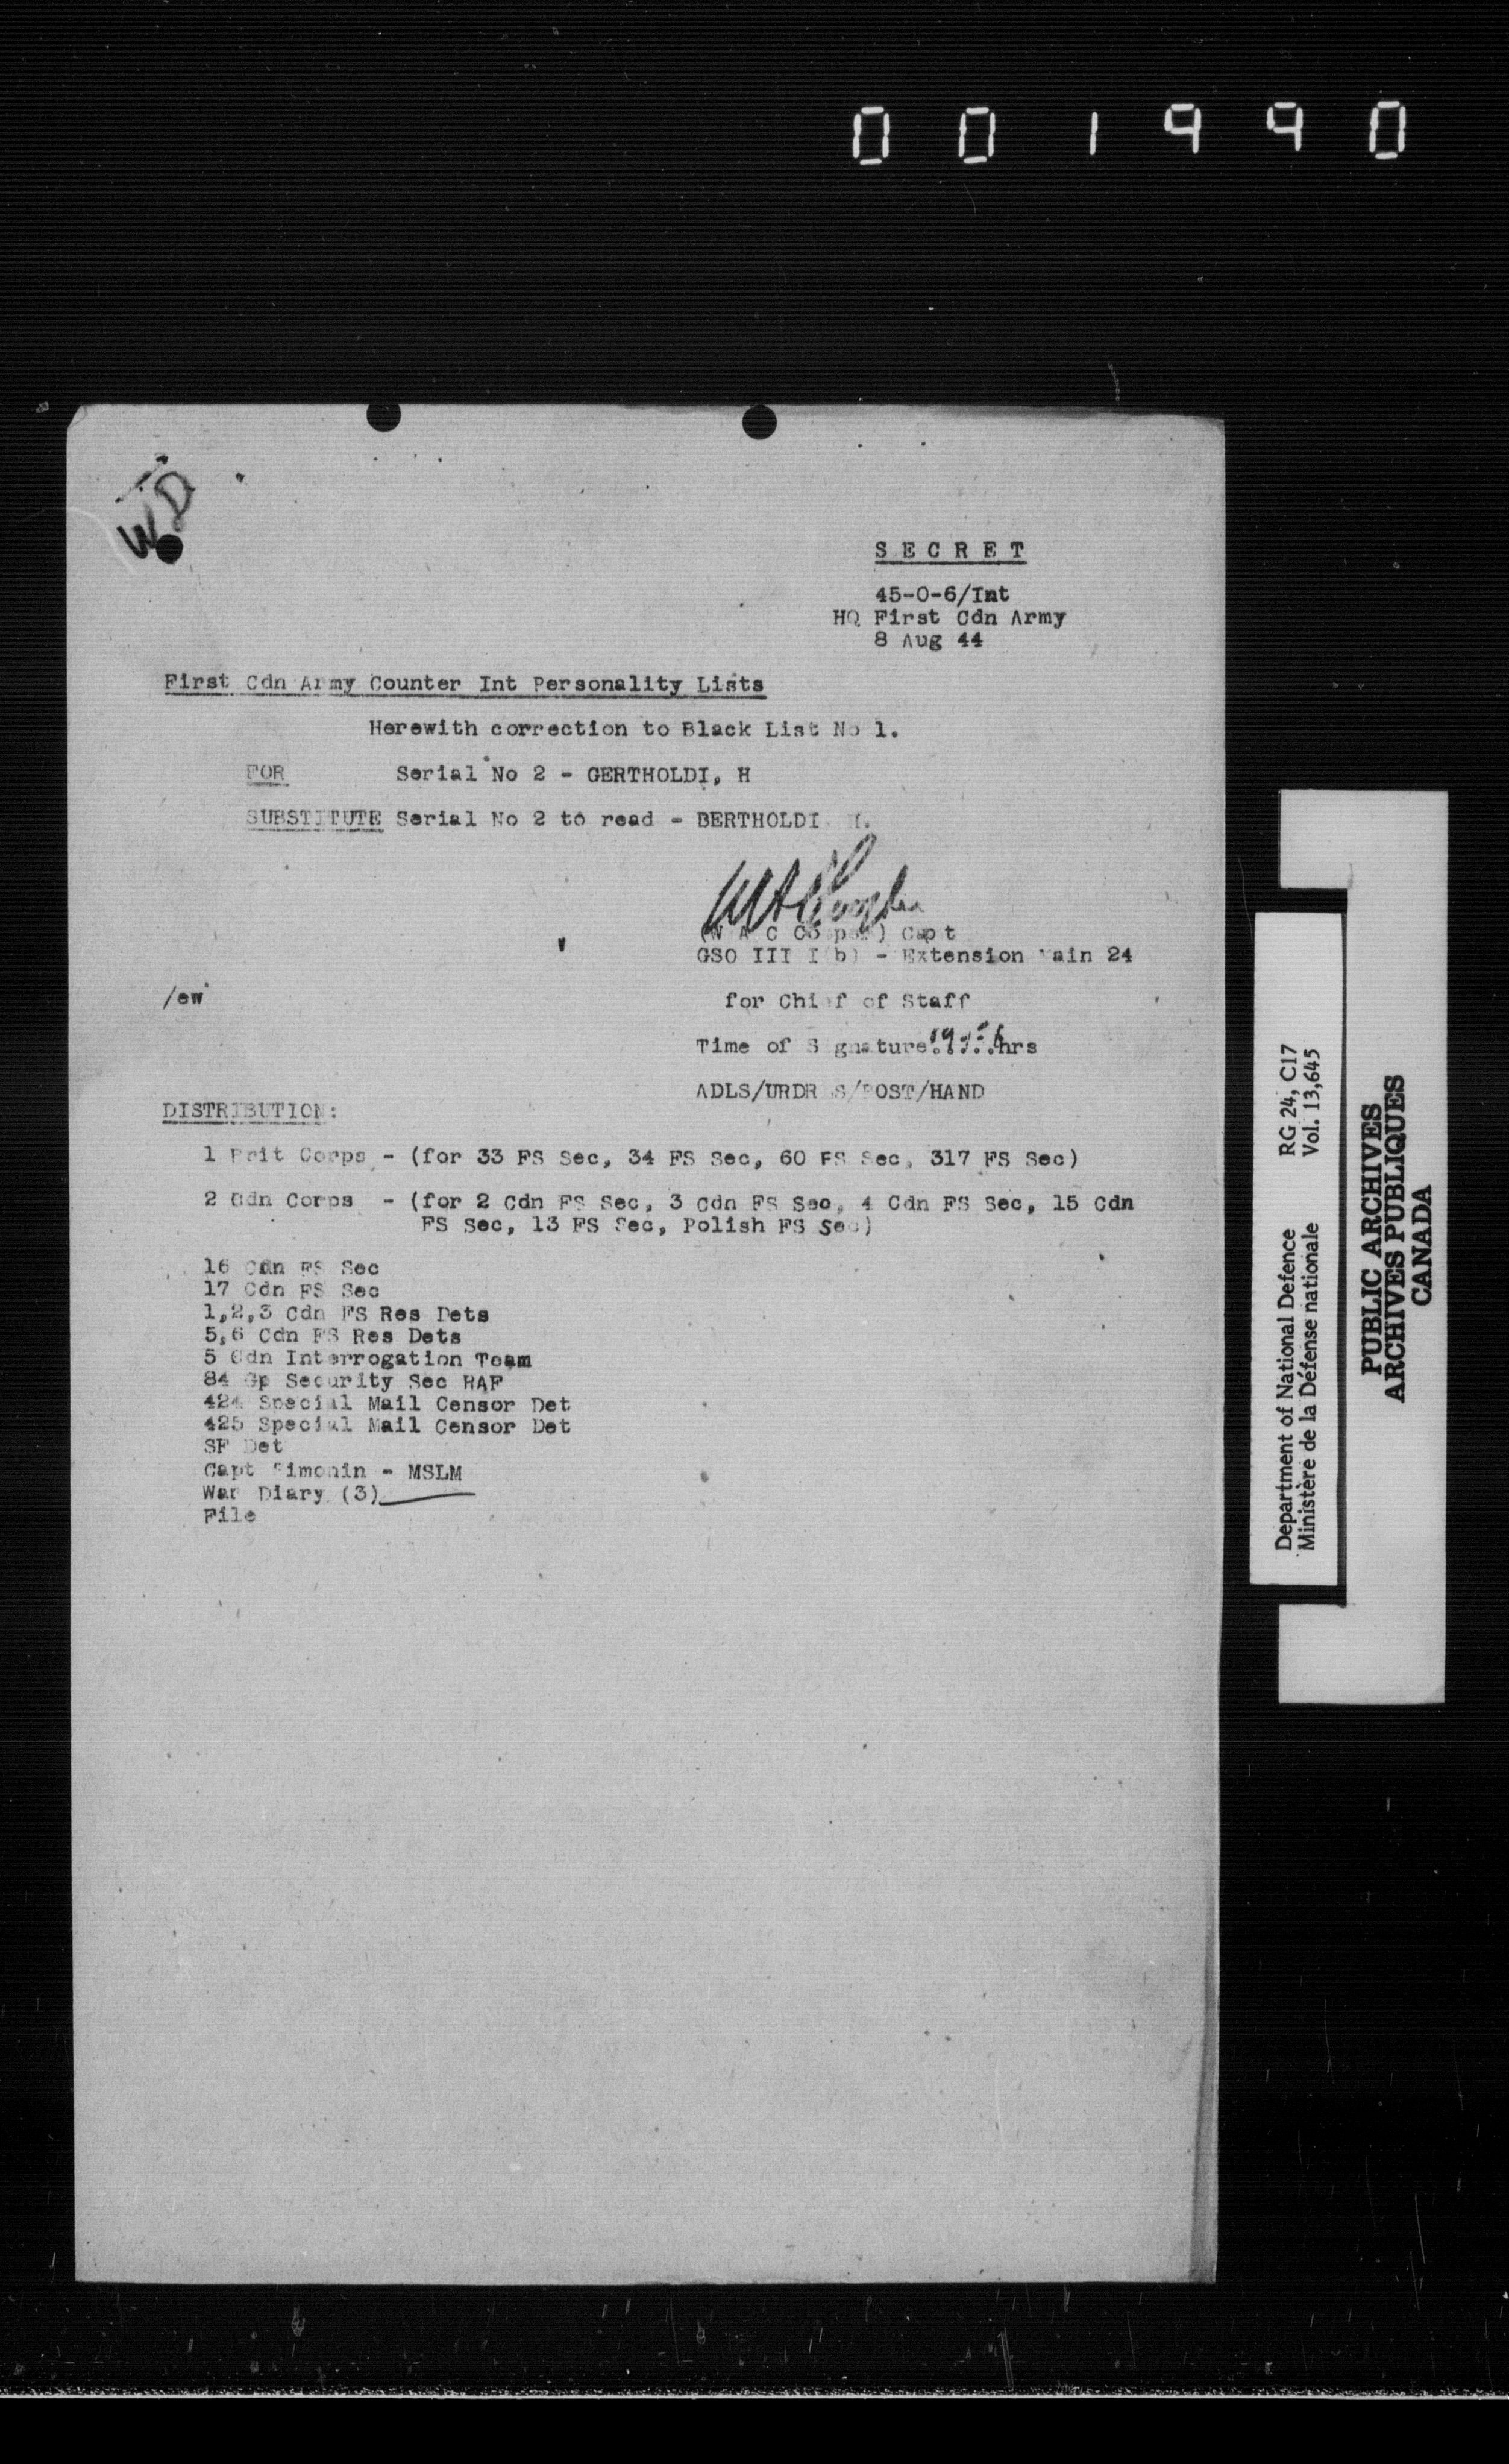 001990
WD
S E C R E T
45-0-6/Int
HQ First Cdn Army
8 Aug 44
First Cdn Army Counter Int Personality Lists
Herewith correction to Black List No 1.
FOR Serial No 2 - GERTHOLDI, H
SUBSTITUTE Serial No 2 to read - BERTHOLDI
(W A C Cooper) Capt
GSO III I(b) - Extension Main 24
/ew
for Chief of Staff
Time of Signature hrs
ADLS/URDRLS/POST/HAND
DISTRIBUTION:
1 Brit Corps - (for 33 FS Sec, 34 FS Sec, 60 FS Sec, 317 FS Sec)
2 Cdn Corps - (for 2 Cdn FS Sec, 3 Cdn FS Sec, 4 Cdn FS Sec, 15 Cdn
FS Sec, 13 FS Sec, Polish FS Sec)
16 Cdn FS Sec
17 Cdn FS Sec
1,2,3 Cdn FS Res Dets
5,6 Cdn FS Res Dets
5 Cdn Interrogation Team
84 Gp Security Sec RAF
424 Special Mail Censor Det
425 Special Mail Censor Det
SF Det
Capt Simonin - MSLM
War Diary (3)
File
Department of National Defence RG 24, C17
Ministère de la Défense nationale Vol. 13,645
PUBLIC ARCHIVES
ARCHIVES PUBLIQUES
CANADA